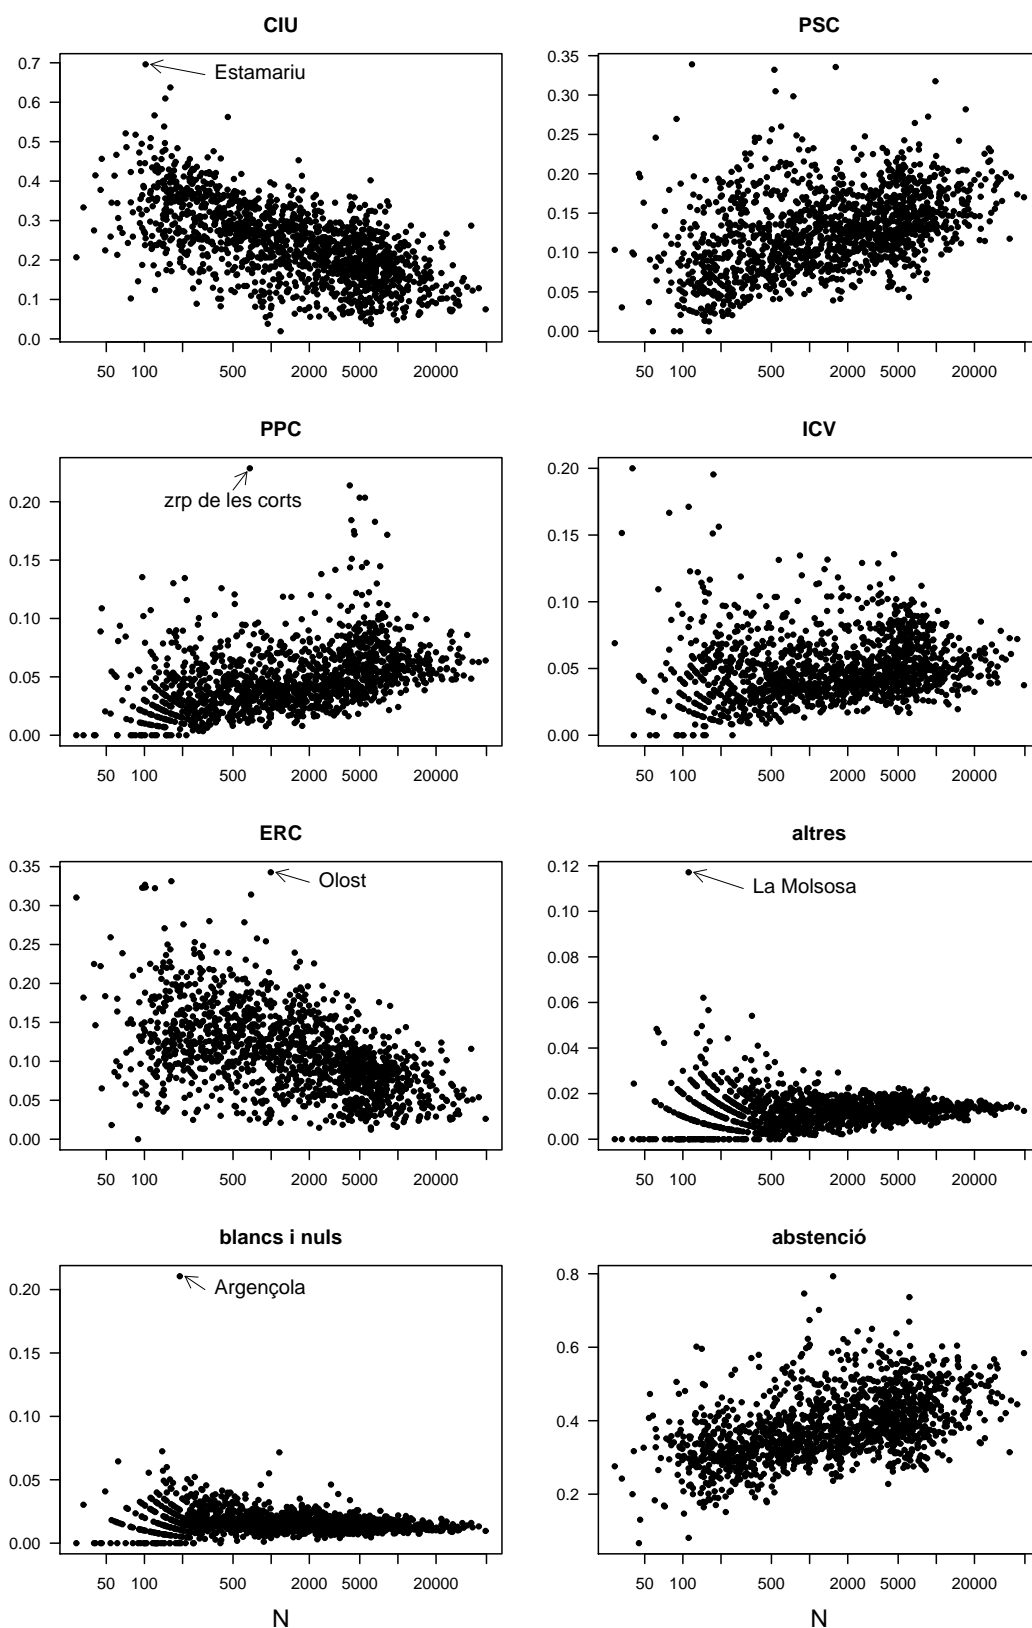 CIU
PSC
0.7
0.6
0.5
0.4
0.3
0.2
0.1
0.0
Estamariu
50 100 500 2000 5000 20000
0.35
0.30
0.25
0.20
0.15
0.10
0.05
0.00
50 100 500 2000 5000 20000
PPC
ICV
0.20
0.15
0.10
0.05
0.00
zrp de les corts
50 100 500 2000 5000 20000
0.20
0.15
0.10
0.05
0.00
50 100 500 2000 5000 20000
ERC
altres
0.35
0.30
0.25
0.20
0.15
0.10
0.05
0.00
Olost
50 100 500 2000 5000 20000
0.12
0.10
0.08
0.06
0.04
0.02
0.00
La Molsosa
50 100 500 2000 5000 20000
blancs i nuls
abstenció
0.20
0.15
0.10
0.05
0.00
Argençola
50 100 500 2000 5000 20000
N
0.8
0.6
0.4
0.2
50 100 500 2000 5000 20000
N